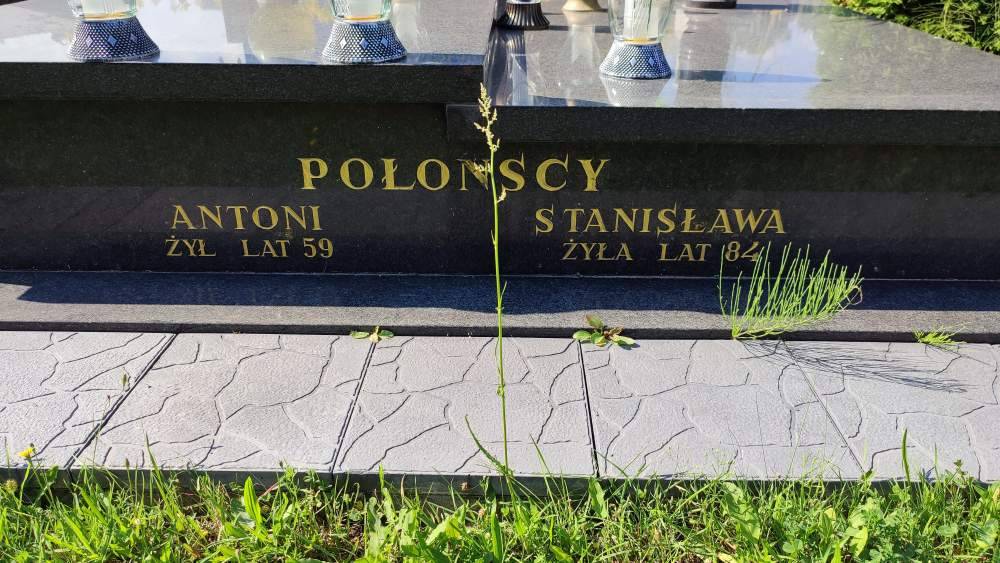 POŁONSCY
ANTONI
ŻYŁ LAT 59
STANISŁAWA
ŻYŁA LAT 84